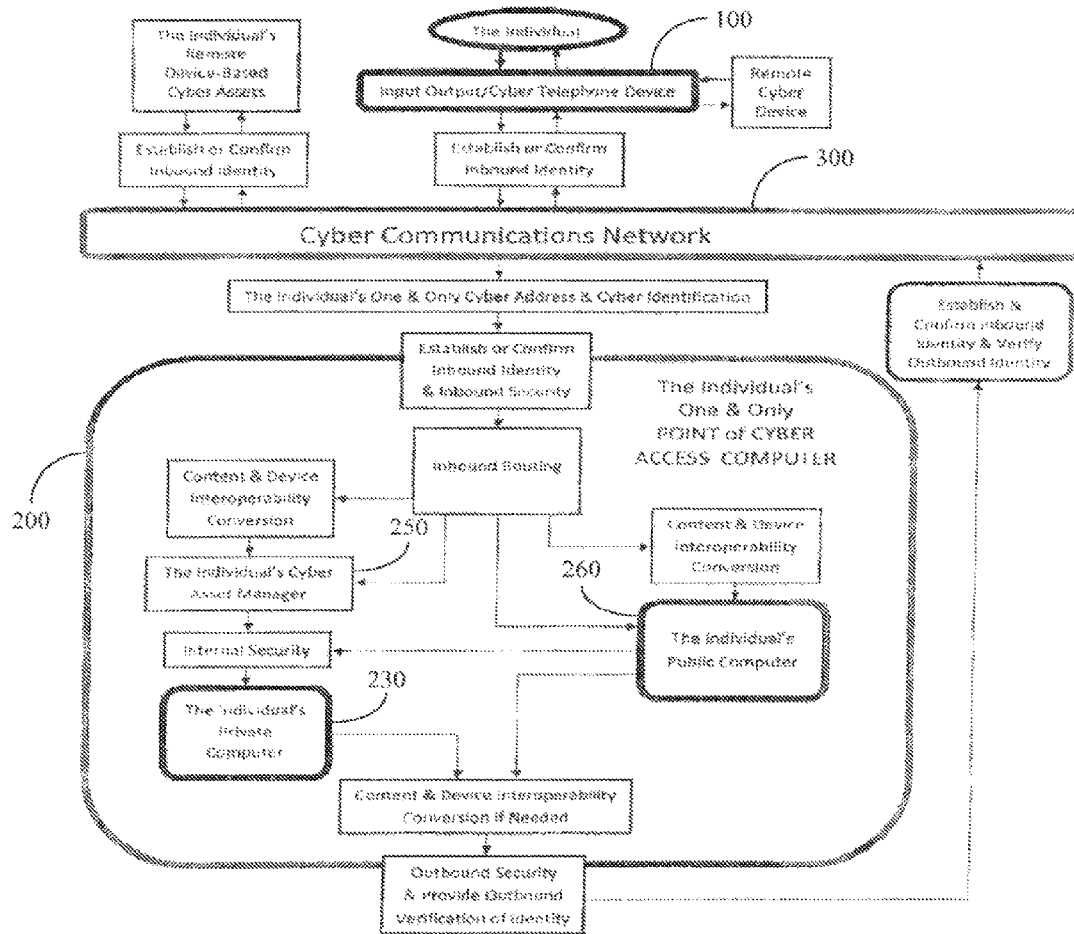 100
The Individual's
Remote
Device-Based
Cyber Assets
The Individual
Input Output/Cyber Telephone Device
Remote
Cyber
Device
Establish or Confirm
Inbound Identity
Establish or Confirm
Inbound Identity
300
Cyber Communications Network
The Individual's One & Only Cyber Address & Cyber Identification
Establish &
Confirm Inbound
Identity & Verify
Outbound Identity
Establish or Confirm
Inbound Identity
& Inbound Security
The Individual's
One & Only
POINT of CYBER
ACCESS COMPUTER
Inbound Routing
200
Content & Device
Interoperability
Conversion
250
Content & Device
Interoperability
Conversion
The Individual's Cyber
Asset Manager
260
Internal Security
The Individual's
Public Computer
230
The Individual's
Private
Computer
Content & Device Interoperability
Conversion if Needed
Outbound Security
& Provide Outbound
Verification of Identity